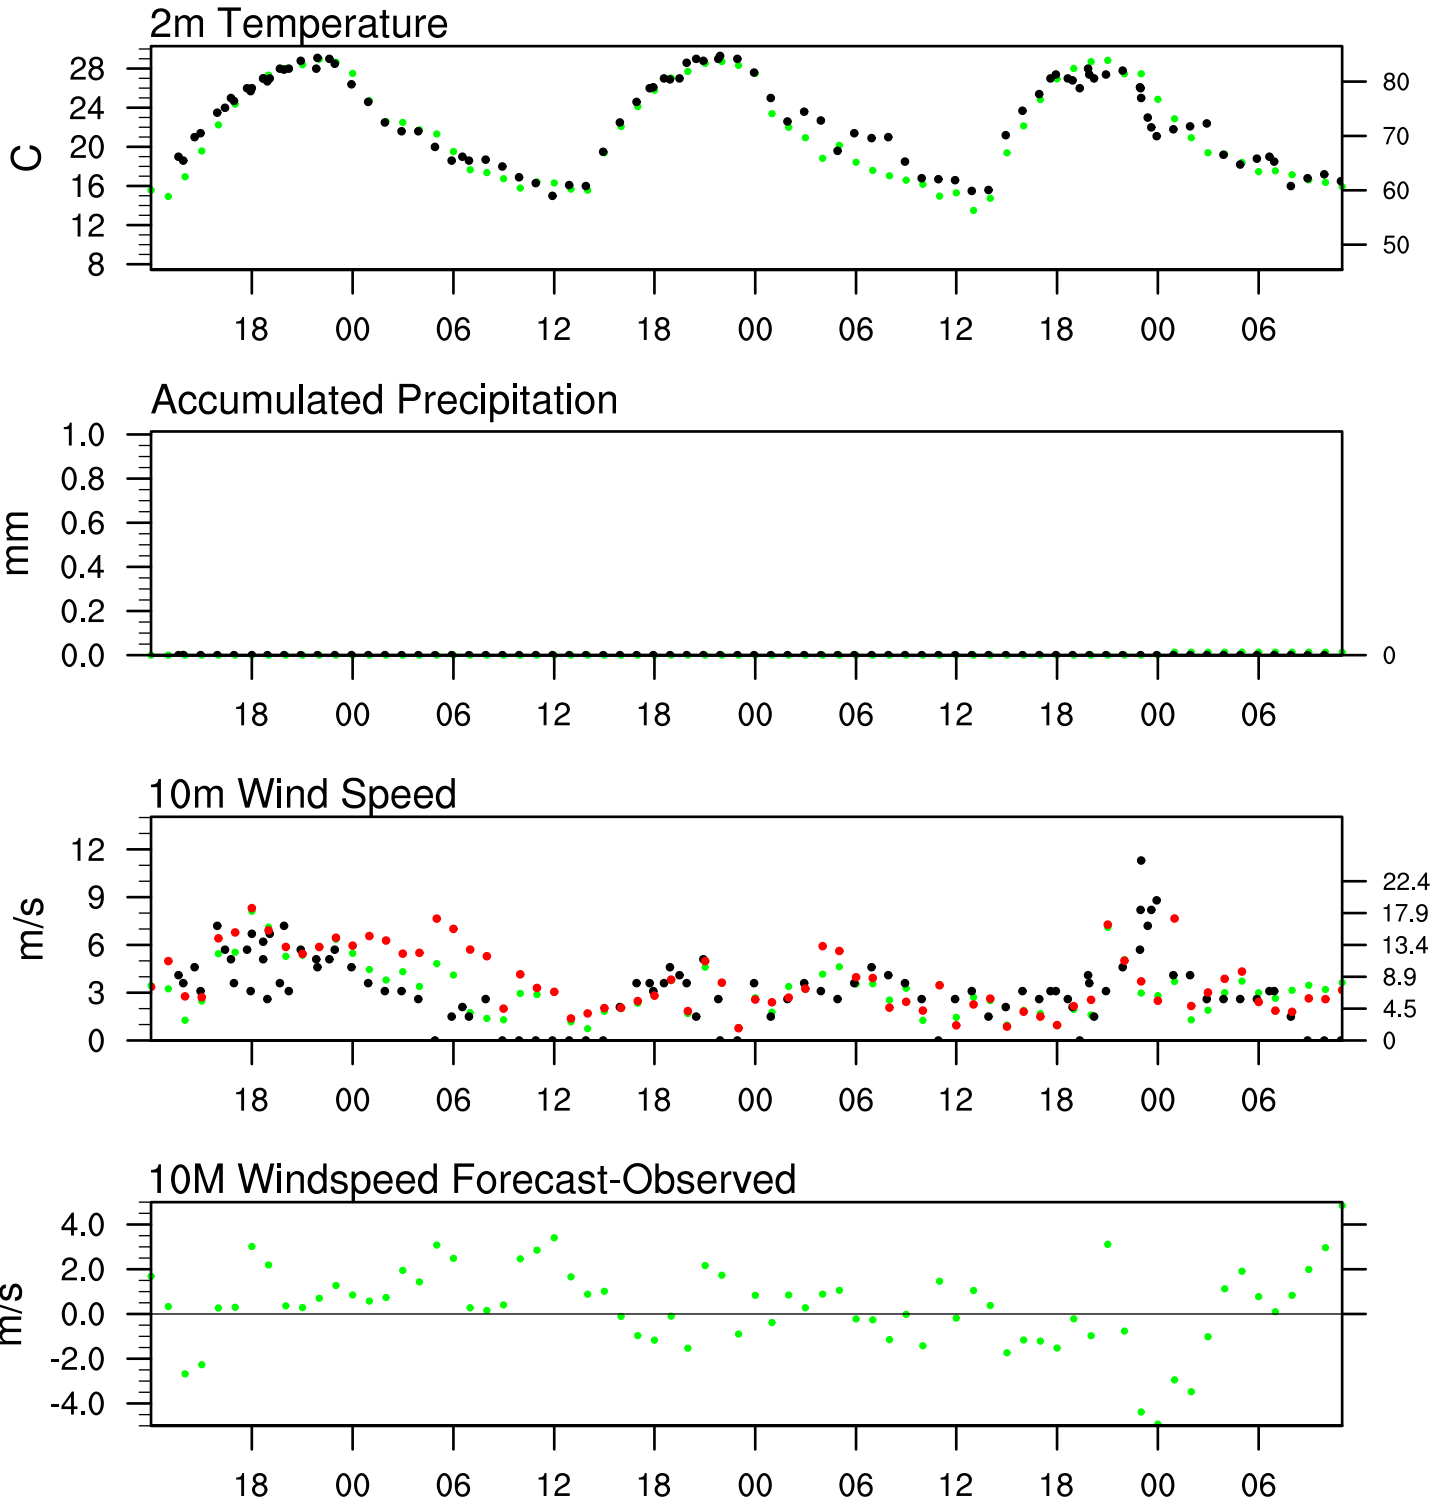 2m Temperature
C
28
24
20
16
12
8
80
70
60
50
18 00 06 12 18 00 06 12 18 00 06
Accumulated Precipitation
mm
1.0
0.8
0.6
0.4
0.2
0.0
0
18 00 06 12 18 00 06 12 18 00 06
10m Wind Speed
m/s
12
9
6
3
0
22.4
17.9
13.4
8.9
4.5
0
18 00 06 12 18 00 06 12 18 00 06
10M Windspeed Forecast-Observed
m/s
4.0
2.0
0.0
-2.0
-4.0
18 00 06 12 18 00 06 12 18 00 06